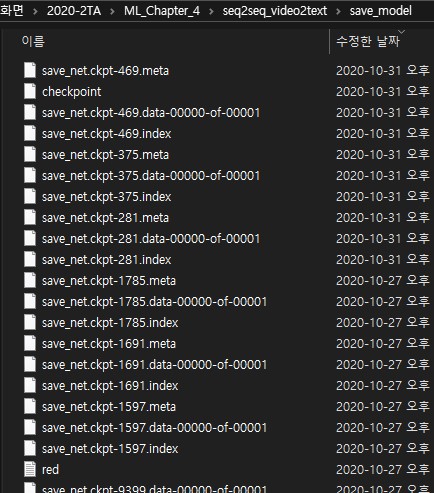 화면 > 2020-2TA > ML_Chapter_4 > seq2seq_video2text > save_model
이름 수정한 날짜
save_net.ckpt-469.meta 2020-10-31 오후
checkpoint 2020-10-31 오후
save_net.ckpt-469.data-00000-of-00001 2020-10-31 오후
save_net.ckpt-469.index 2020-10-31 오후
save_net.ckpt-375.meta 2020-10-31 오후
save_net.ckpt-375.data-00000-of-00001 2020-10-31 오후
save_net.ckpt-375.index 2020-10-31 오후
save_net.ckpt-281.meta 2020-10-31 오후
save_net.ckpt-281.data-00000-of-00001 2020-10-31 오후
save_net.ckpt-281.index 2020-10-31 오후
save_net.ckpt-1785.meta 2020-10-27 오후
save_net.ckpt-1785.data-00000-of-00001 2020-10-27 오후
save_net.ckpt-1785.index 2020-10-27 오후
save_net.ckpt-1691.meta 2020-10-27 오후
save_net.ckpt-1691.data-00000-of-00001 2020-10-27 오후
save_net.ckpt-1691.index 2020-10-27 오후
save_net.ckpt-1597.meta 2020-10-27 오후
save_net.ckpt-1597.data-00000-of-00001 2020-10-27 오후
save_net.ckpt-1597.index 2020-10-27 오후
red 2020-10-27 오후
save_net.ckpt-9399.data-00000-of-00001 2020-10-27 오후